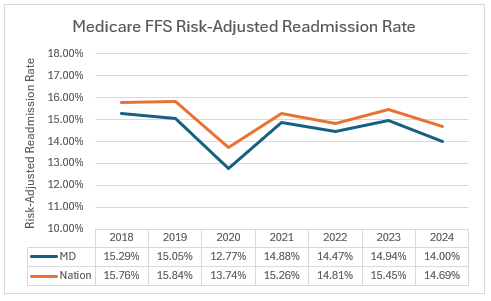 Medicare FFS Risk-Adjusted Readmission Rate
Risk-Adjusted Readmission Rate
18.00%
17.00%
16.00%
15.00%
14.00%
13.00%
12.00%
11.00%
10.00%
2018 2019 2020 2021 2022 2023 2024
MD 15.29% 15.05% 12.77% 14.88% 14.47% 14.94% 14.00%
Nation 15.76% 15.84% 13.74% 15.26% 14.81% 15.45% 14.69%